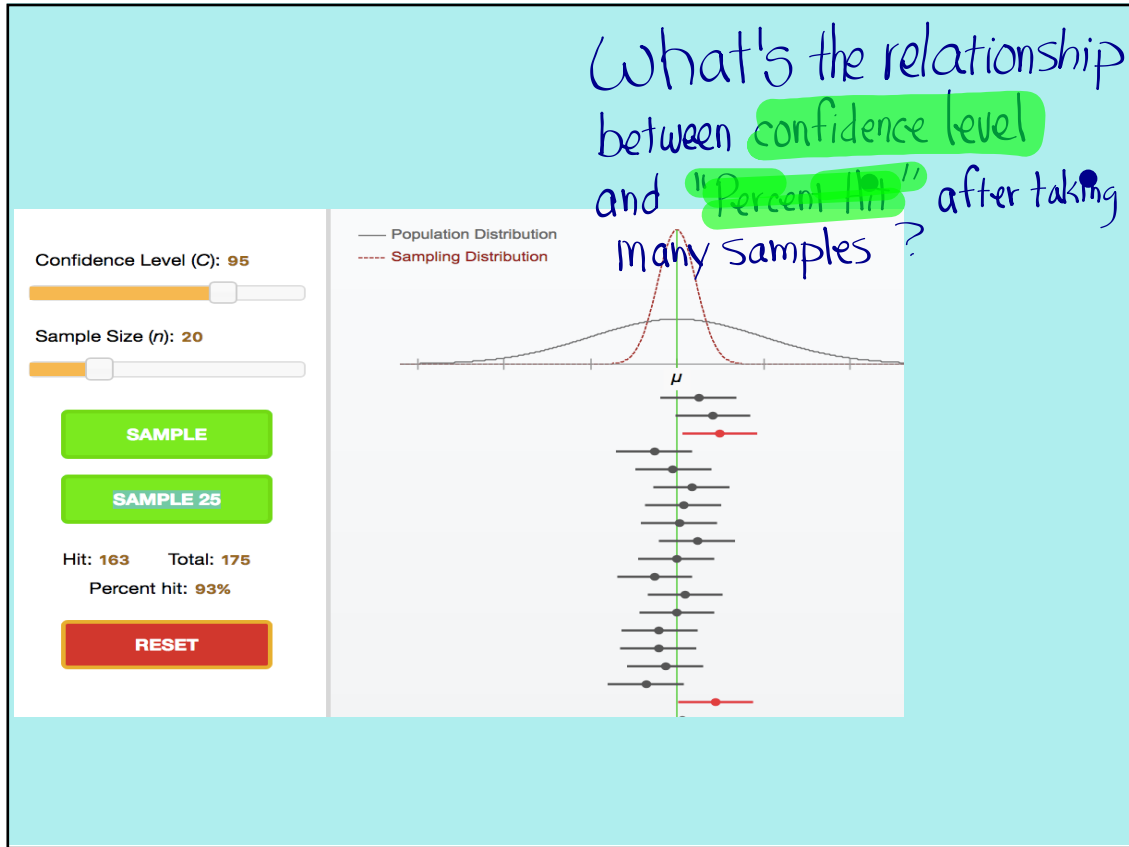 What's the relationship
between confidence level
and "Percent Hit" after taking
many samples ?
Population Distribution
Sampling Distribution
Confidence Level (C): 95
Sample Size (n): 20
μ
SAMPLE
SAMPLE 25
Hit: 163 Total: 175
Percent hit: 93%
RESET